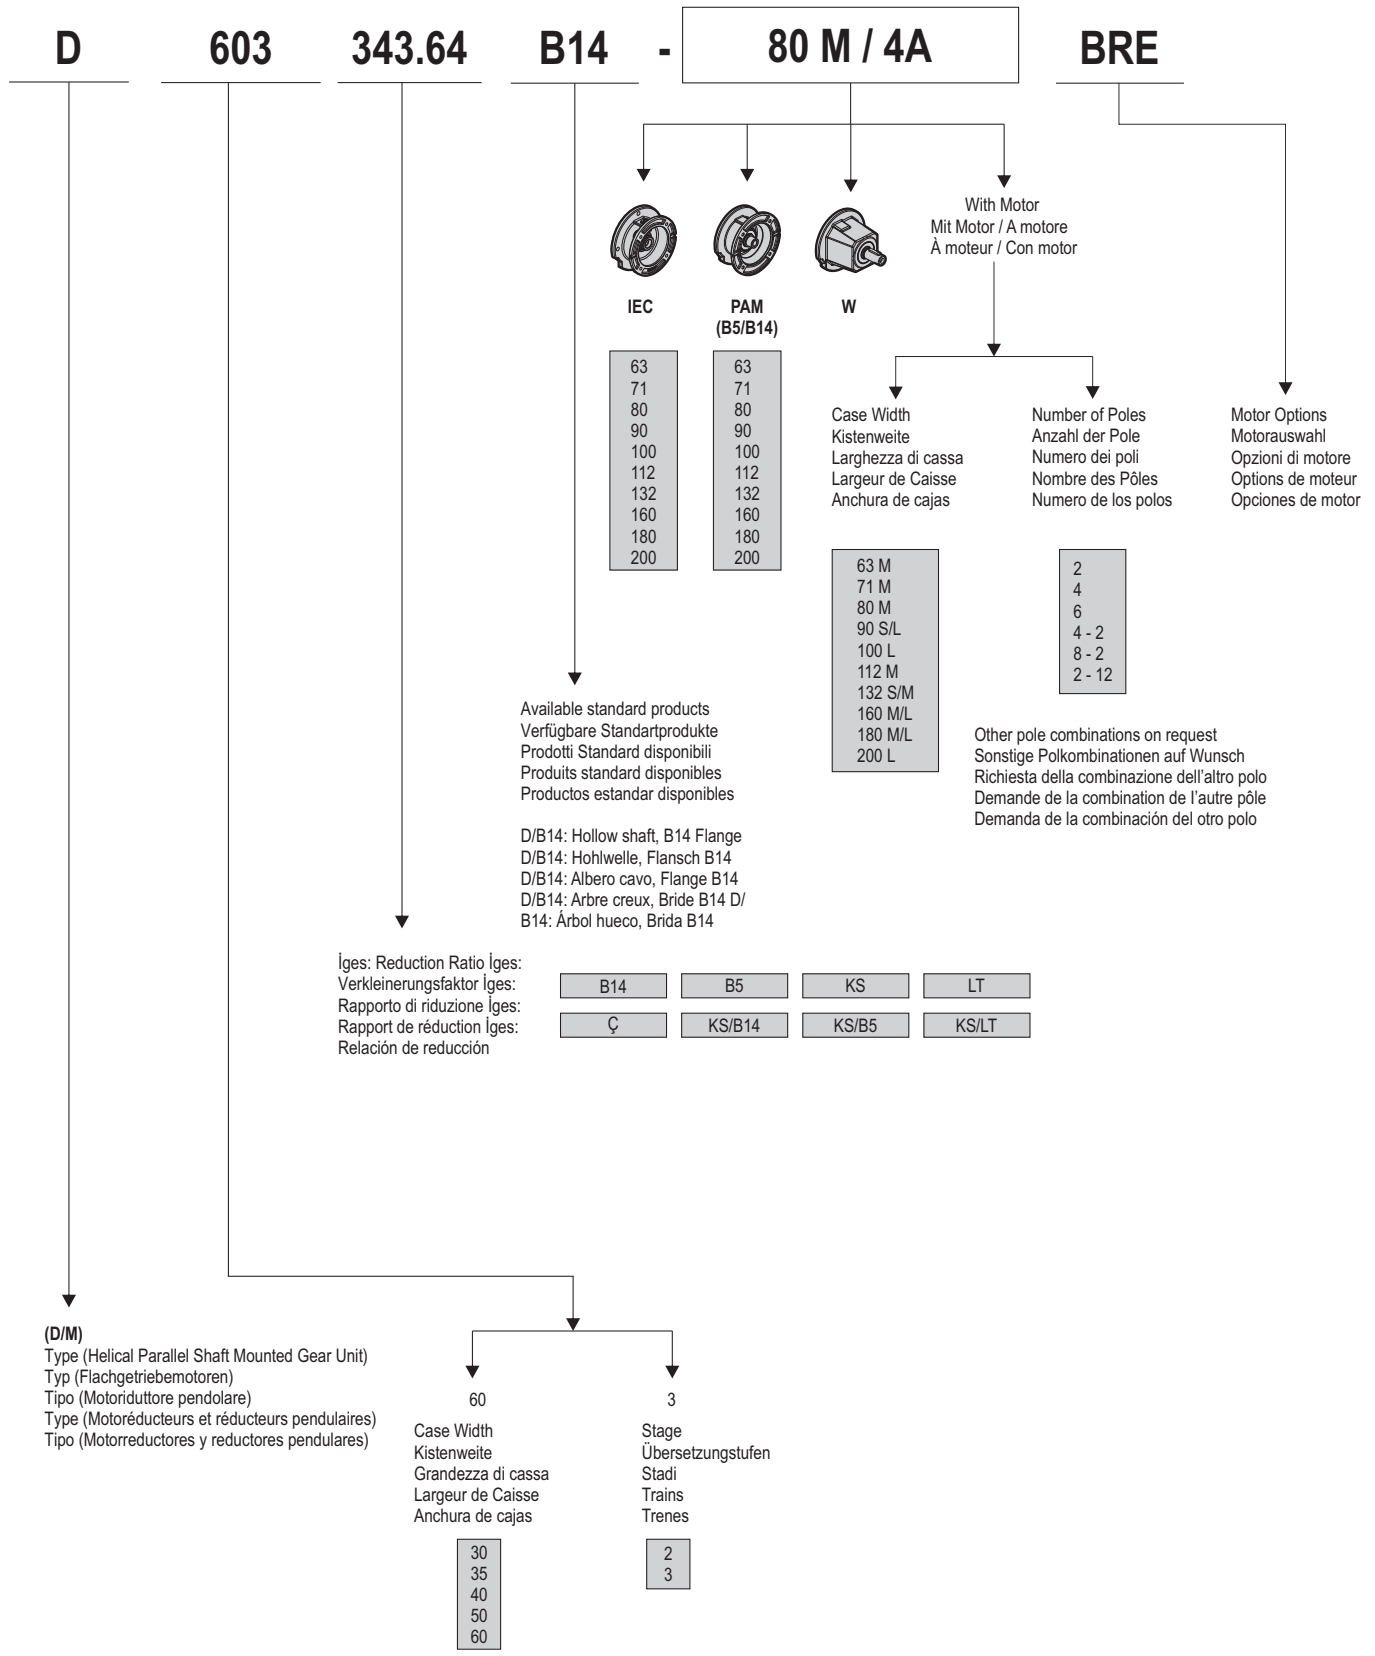 D 603 343.64 B14 - 80 M / 4A BRE
With Motor
Mit Motor / A motore
À moteur / Con motor
IEC
PAM
(B5/B14)
W
63
71
80
90
100
112
132
160
180
200
63
71
80
90
100
112
132
160
180
200
Case Width
Kistenweite
Larghezza di cassa
Largeur de Caisse
Anchura de cajas
Number of Poles
Anzahl der Pole
Numero dei poli
Nombre des Pôles
Numero de los polos
Motor Options
Motorauswahl
Opzioni di motore
Options de moteur
Opciones de motor
63 M
71 M
80 M
90 S/L
100 L
112 M
132 S/M
160 M/L
180 M/L
200 L
2
4
6
4 - 2
8 - 2
2 - 12
Other pole combinations on request
Sonstige Polkombinationen auf Wunsch
Richiesta della combinazione dell'altro polo
Demande de la combination de l'autre pôle
Demanda de la combinación del otro polo
Available standard products
Verfügbare Standartprodukte
Prodotti Standard disponibili
Produits standard disponibles
Productos estandar disponibles
D/B14: Hollow shaft, B14 Flange
D/B14: Hohlwelle, Flansch B14
D/B14: Albero cavo, Flange B14
D/B14: Arbre creux, Bride B14 D/
B14: Árbol hueco, Brida B14
İges: Reduction Ratio İges:
Verkleinerungsfaktor İges:
Rapporto di riduzione İges:
Rapport de réduction İges:
Relación de reducción
B14 B5 KS LT
Ç KS/B14 KS/B5 KS/LT
(D/M)
Type (Helical Parallel Shaft Mounted Gear Unit)
Typ (Flachgetriebemotoren)
Tipo (Motoriduttore pendolare)
Type (Motoréducteurs et réducteurs pendulaires)
Tipo (Motorreductores y reductores pendulares)
60
Case Width
Kistenweite
Grandezza di cassa
Largeur de Caisse
Anchura de cajas
30
35
40
50
60
3
Stage
Übersetzungstufen
Stadi
Trains
Trenes
2
3